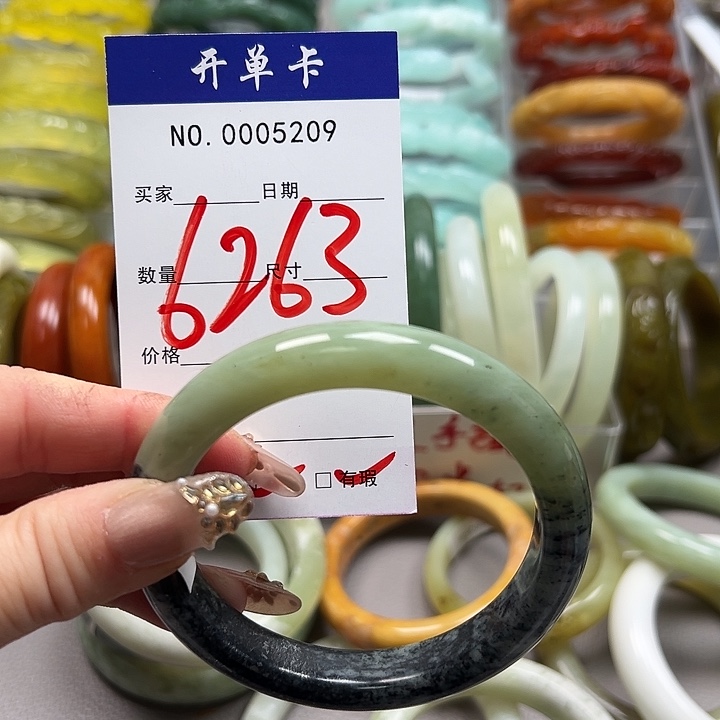 开单卡
NO. 0005209
买家 日期
6263
数量 尺寸
价格
□ 有瑕